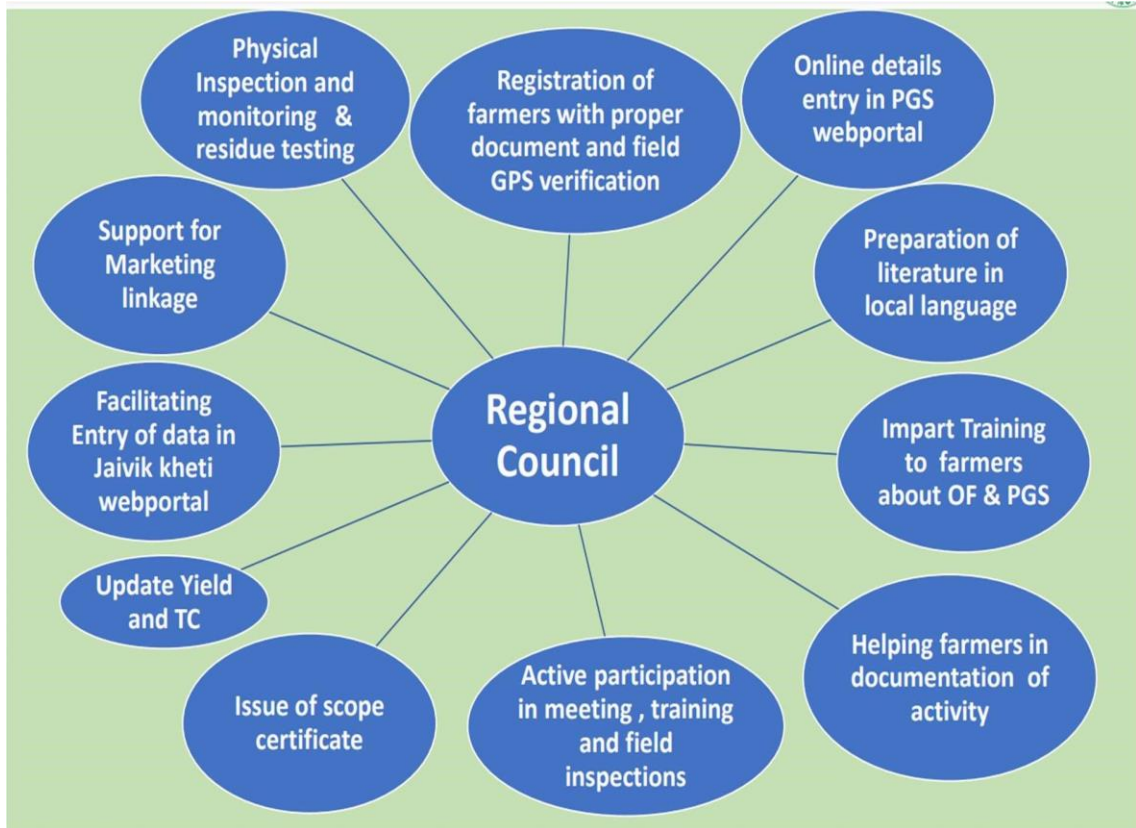 Physical
Inspection and
monitoring &
residue testing
Registration of
farmers with proper
document and field
GPS verification
Online details
entry in PGS
webportal
Support for
Marketing
linkage
Preparation of
literature in
local language
Regional
Council
Facilitating
Entry of data in
Jaivik kheti
webportal
Impart Training
to farmers
about OF & PGS
Update Yield
and TC
Helping farmers in
documentation of
activity
Issue of scope
certificate
Active participation
in meeting , training
and field
inspections